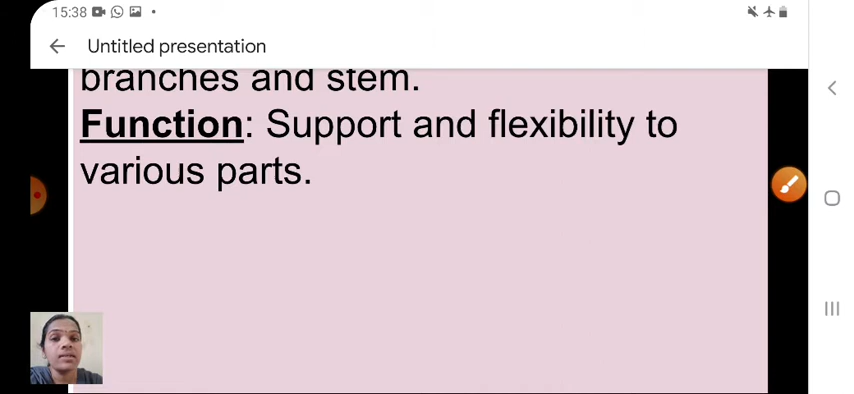 15:38
Untitled presentation
branches and stem.
Function: Support and flexibility to
various parts.